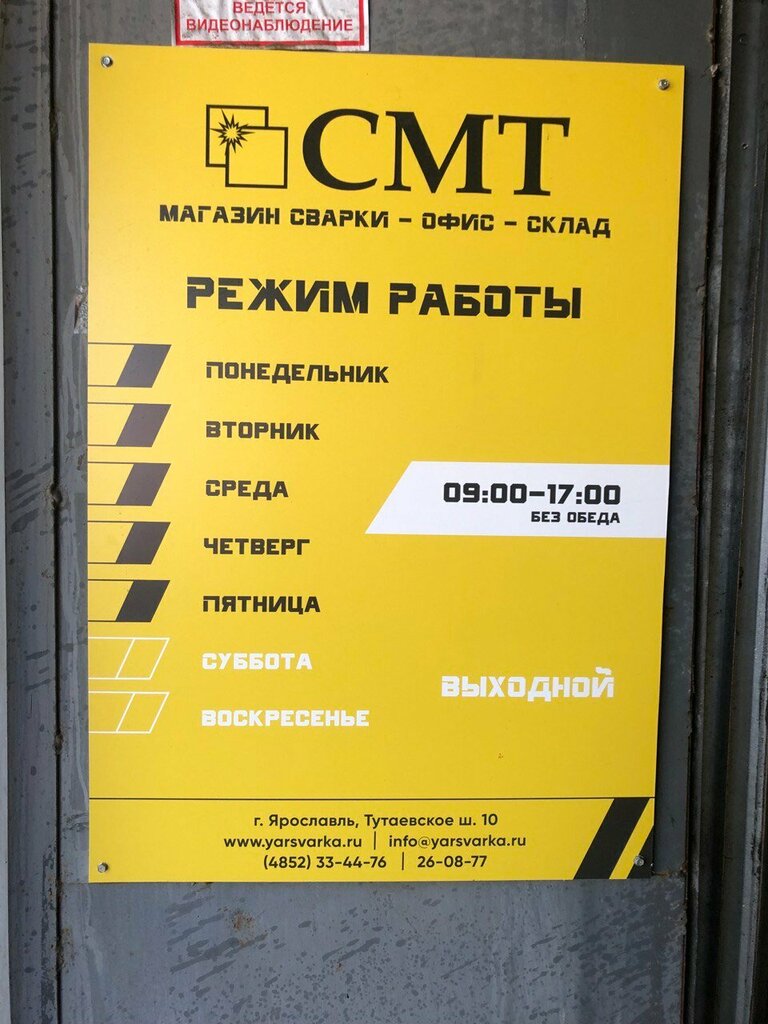 ВЕДЕТСЯ
ВИДЕОНАБЛЮДЕНИЕ
СМТ
МАГАЗИН СВАРКИ – ОФИС – СКЛАД
РЕЖИМ РАБОТЫ
ПОНЕДЕЛЬНИК
ВТОРНИК
СРЕДА
09:00–17:00
БЕЗ ОБЕДА
ЧЕТВЕРГ
ПЯТНИЦА
СУББОТА
ВЫХОДНОЙ
ВОСКРЕСЕНЬЕ
г. Ярославль, Тутаевское ш. 10
www.yarsvarka.ru | info@yarsvarka.ru
(4852) 33-44-76 | 26-08-77